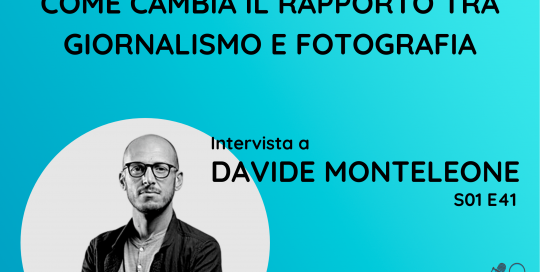 COME CAMBIA IL RAPPORTO TRA
GIORNALISMO E FOTOGRAFIA
Intervista a
DAVIDE MONTELEONE
S01 E41